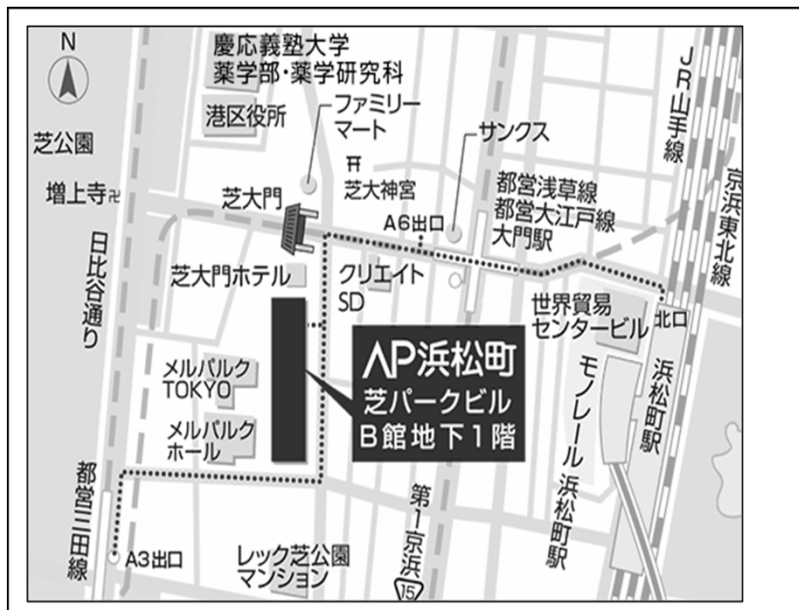 N
慶応義塾大学
薬学部・薬学研究科
港区役所
ファミリー
マート
サンクス
JR山手線
京浜東北線
芝公園
増上寺卍
芝大門
芝大神宮
A6出口
都営浅草線
都営大江戸線
大門駅
日比谷通り
芝大門ホテル
クリエイト
SD
世界貿易
センタービル
北口
AP浜松町
芝パークビル
B館地下1階
メルパルク
TOKYO
メルパルク
ホール
モノレール浜松町駅
浜松町駅
都営三田線
A3出口
レック芝公園
マンション
第1京浜
15